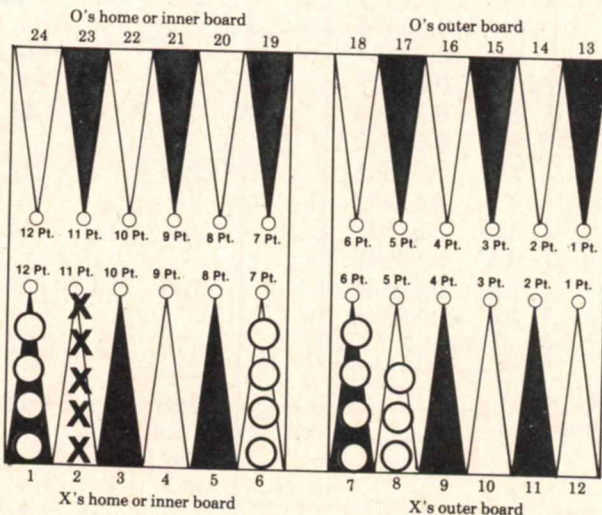 O's home or inner board O's outer board
24 23 22 21 20 19 18 17 16 15 14 13
12 Pt. 11 Pt. 10 Pt. 9 Pt. 8 Pt. 7 Pt. 6 Pt. 5 Pt. 4 Pt. 3 Pt. 2 Pt. 1 Pt.
12 Pt. 11 Pt. 10 Pt. 9 Pt. 8 Pt. 7 Pt. 6 Pt. 5 Pt. 4 Pt. 3 Pt. 2 Pt. 1 Pt.
X
X
X
X
X
1 2 3 4 5 6 7 8 9 10 11 12
X's home or inner board X's outer board